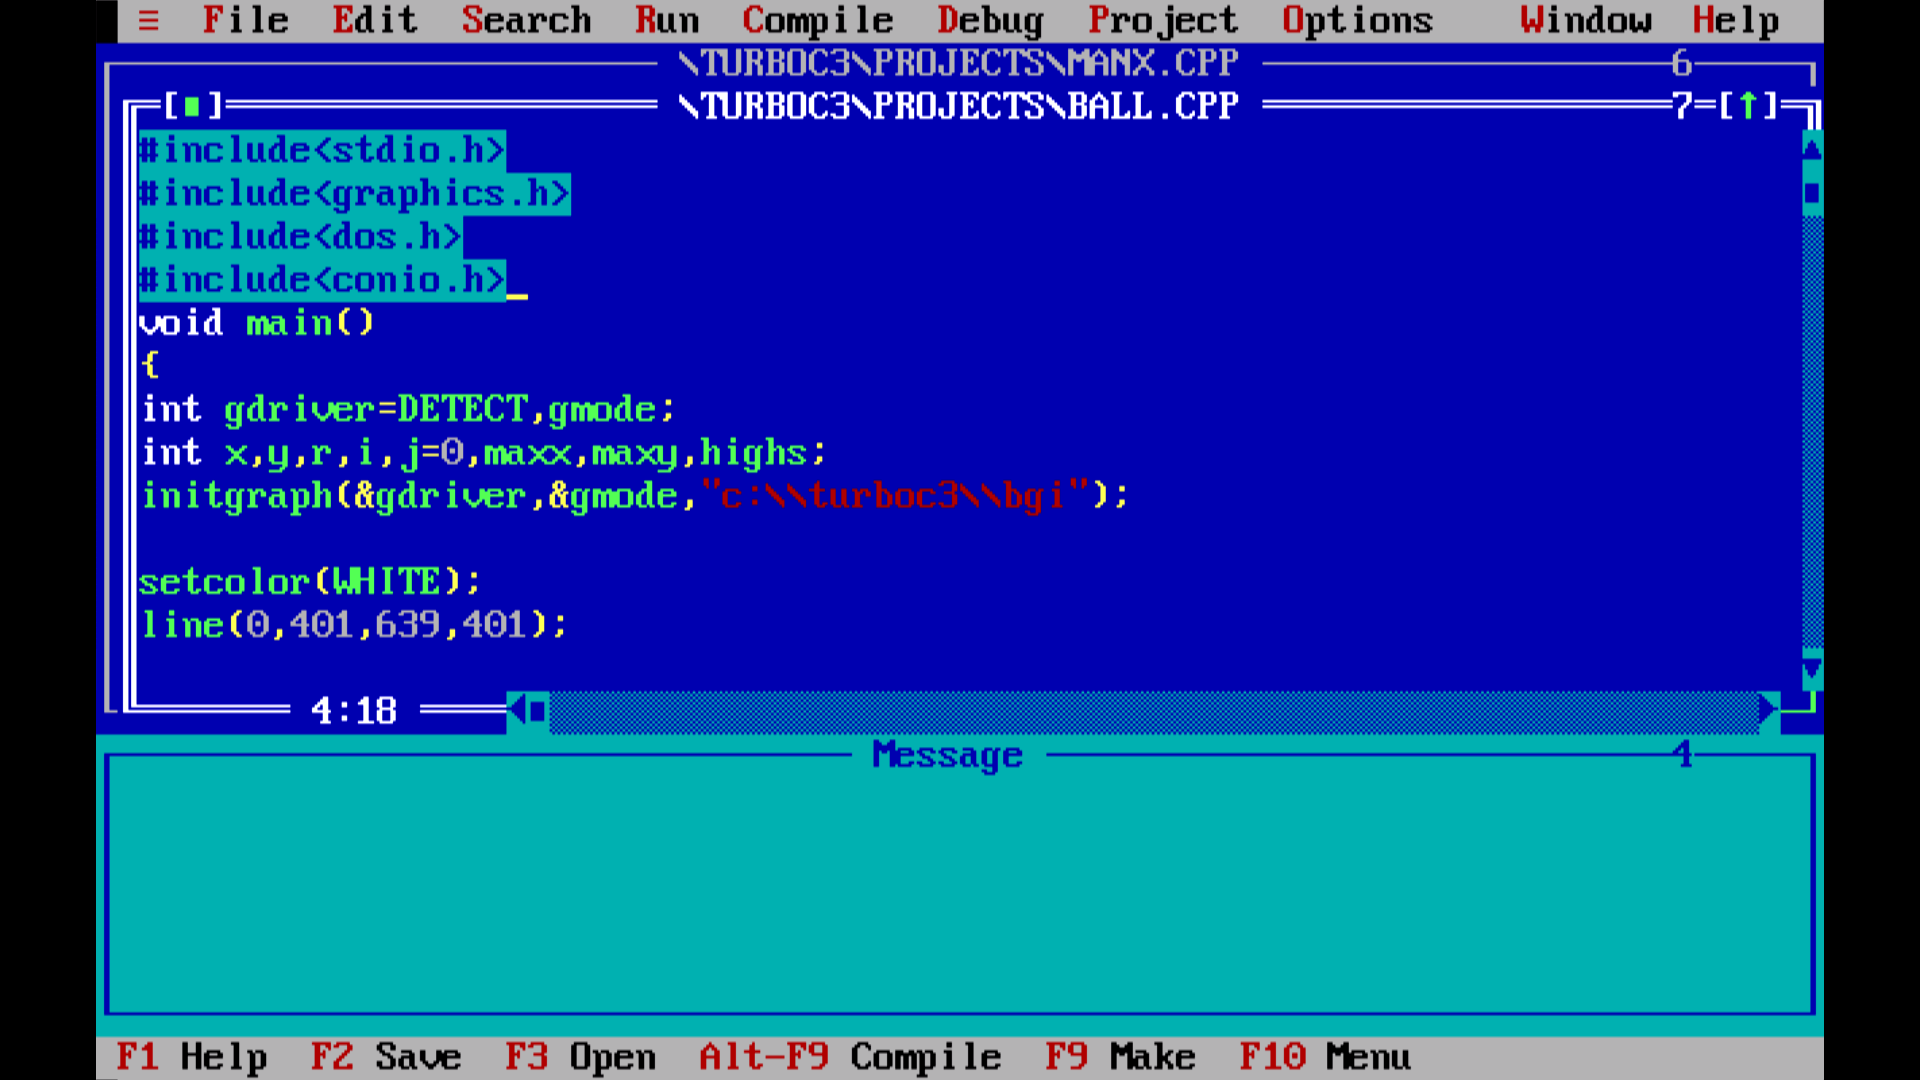 ≡ File Edit Search Run Compile Debug Project Options Window Help
\TURBOC3\PROJECTS\MANX.CPP 6
[■] \TURBOC3\PROJECTS\BALL.CPP 7=[↑]
#include<stdio.h>
#include<graphics.h>
#include<dos.h>
#include<conio.h>
void main()
{
int gdriver=DETECT,gmode;
int x,y,r,i,j=0,maxx,maxy,highs;
initgraph(&gdriver,&gmode,"c:\\turboc3\\bgi");
setcolor(WHITE);
line(0,401,639,401);
4:18
Message 4
F1 Help F2 Save F3 Open Alt-F9 Compile F9 Make F10 Menu